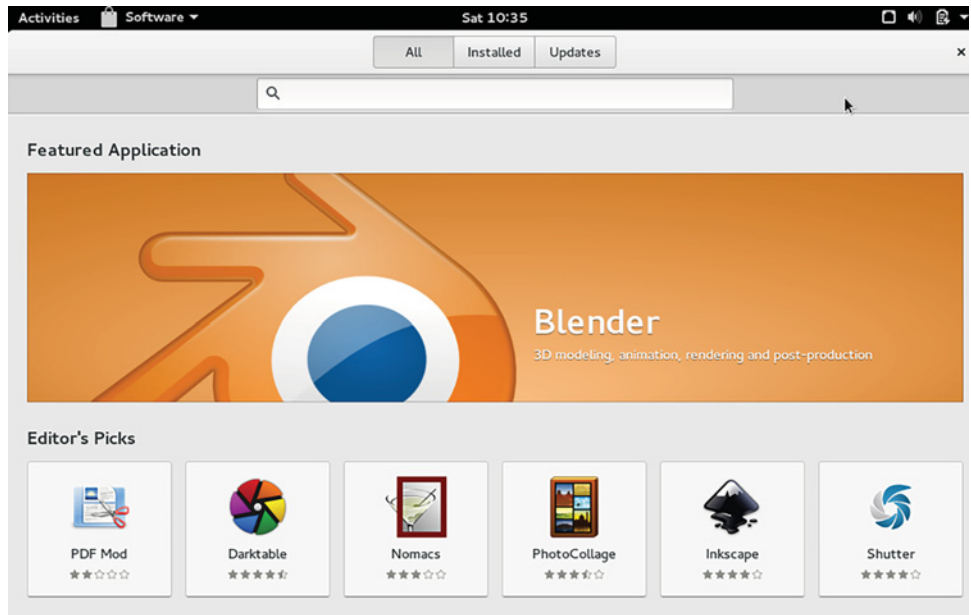 Activities Software Sat 10:35
All Installed Updates
Featured Application
Blender
3D modeling, animation, rendering and post-production
Editor's Picks
PDF Mod Darktable Nomacs PhotoCollage Inkscape Shutter